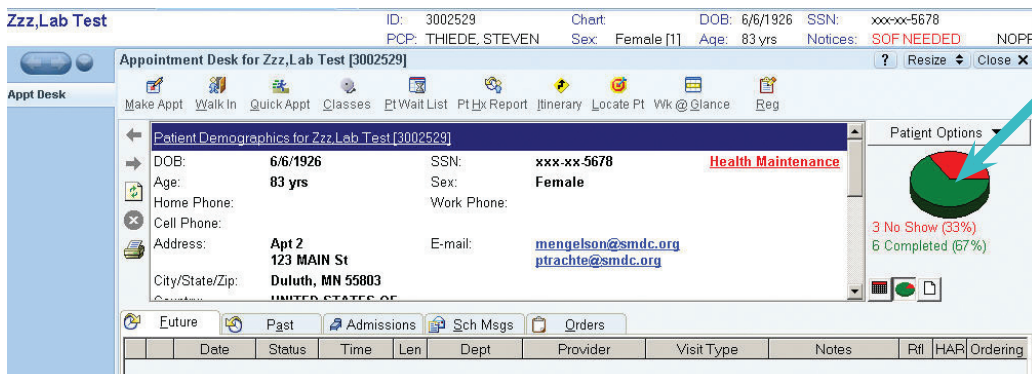 Zzz,Lab Test ID: 3002529 Chart: DOB: 6/6/1926 SSN: xxx-xx-5678
PCP: THIEDE, STEVEN Sex: Female [1] Age: 83 yrs Notices: SOF NEEDED NOPR
Appointment Desk for Zzz,Lab Test [3002529] ? Resize Close X
Appt Desk
Make Appt Walk In Quick Appt Classes Pt Wait List Pt Hx Report Itinerary Locate Pt Wk @ Glance Reg
Patient Demographics for Zzz,Lab Test [3002529] Patient Options
DOB: 6/6/1926 SSN: xxx-xx-5678 Health Maintenance
Age: 83 yrs Sex: Female
Home Phone: Work Phone:
Cell Phone:
Address: Apt 2 E-mail: mengelson@smdc.org
123 MAIN St ptrachte@smdc.org
City/State/Zip: Duluth, MN 55803
UNITED STATES OF
3 No Show (33%)
6 Completed (67%)
Future Past Admissions Sch Msgs Orders
Date Status Time Len Dept Provider Visit Type Notes Rfl HAR Ordering